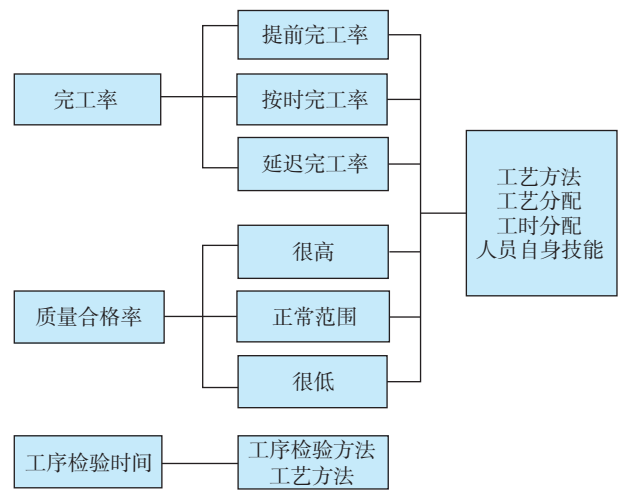 提前完工率
完工率
按时完工率
延迟完工率
工艺方法
工艺分配
工时分配
人员自身技能
很高
质量合格率
正常范围
很低
工序检验时间
工序检验方法
工艺方法